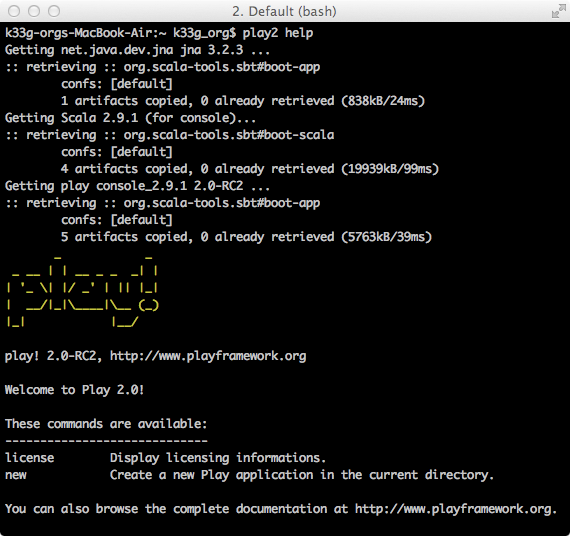 2. Default (bash)
k33g-orgs-MacBook-Air:~ k33g_org$ play2 help
Getting net.java.dev.jna jna 3.2.3 ...
:: retrieving :: org.scala-tools.sbt#boot-app
confs: [default]
1 artifacts copied, 0 already retrieved (838kB/24ms)
Getting Scala 2.9.1 (for console)...
:: retrieving :: org.scala-tools.sbt#boot-scala
confs: [default]
4 artifacts copied, 0 already retrieved (19939kB/99ms)
Getting play console_2.9.1 2.0-RC2 ...
:: retrieving :: org.scala-tools.sbt#boot-app
confs: [default]
5 artifacts copied, 0 already retrieved (5763kB/39ms)
play!
play! 2.0-RC2, http://www.playframework.org
Welcome to Play 2.0!
These commands are available:
-----------------------------
license Display licensing informations.
new Create a new Play application in the current directory.
You can also browse the complete documentation at http://www.playframework.org.